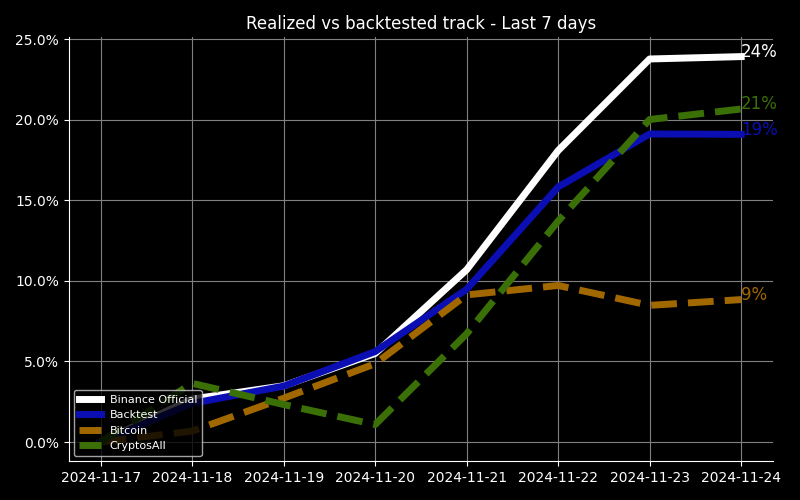 Realized vs backtested track - Last 7 days
25.0%
20.0%
15.0%
10.0%
5.0%
0.0%
24%
21%
19%
9%
Binance Official
Backtest
Bitcoin
CryptosAll
2024-11-17 2024-11-18 2024-11-19 2024-11-20 2024-11-21 2024-11-22 2024-11-23 2024-11-24